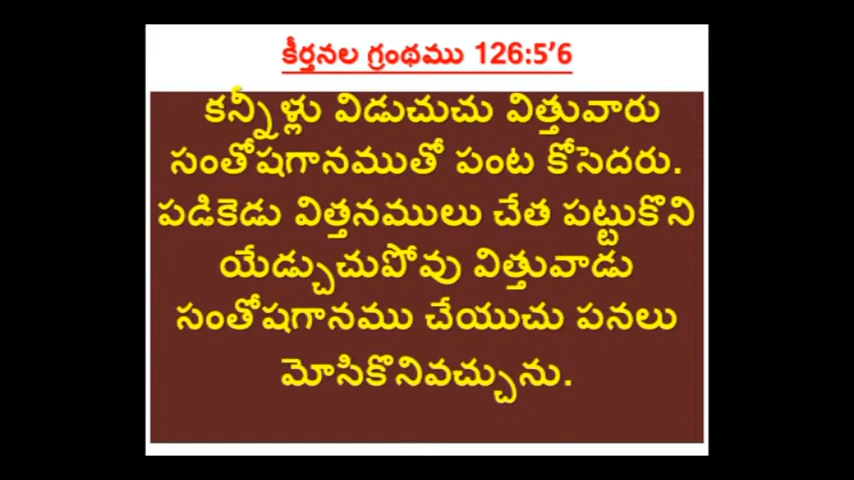 కీర్తనల గ్రంథము 126:5’6
కన్నీళ్లు విడుచుచు విత్తువారు
సంతోషగానముతో పంట కోసెదరు.
పడికెడు విత్తనములు చేత పట్టుకొని
యేడ్చుచుపోవు విత్తువాడు
సంతోషగానము చేయుచు పనలు
మోసికొనివచ్చును.